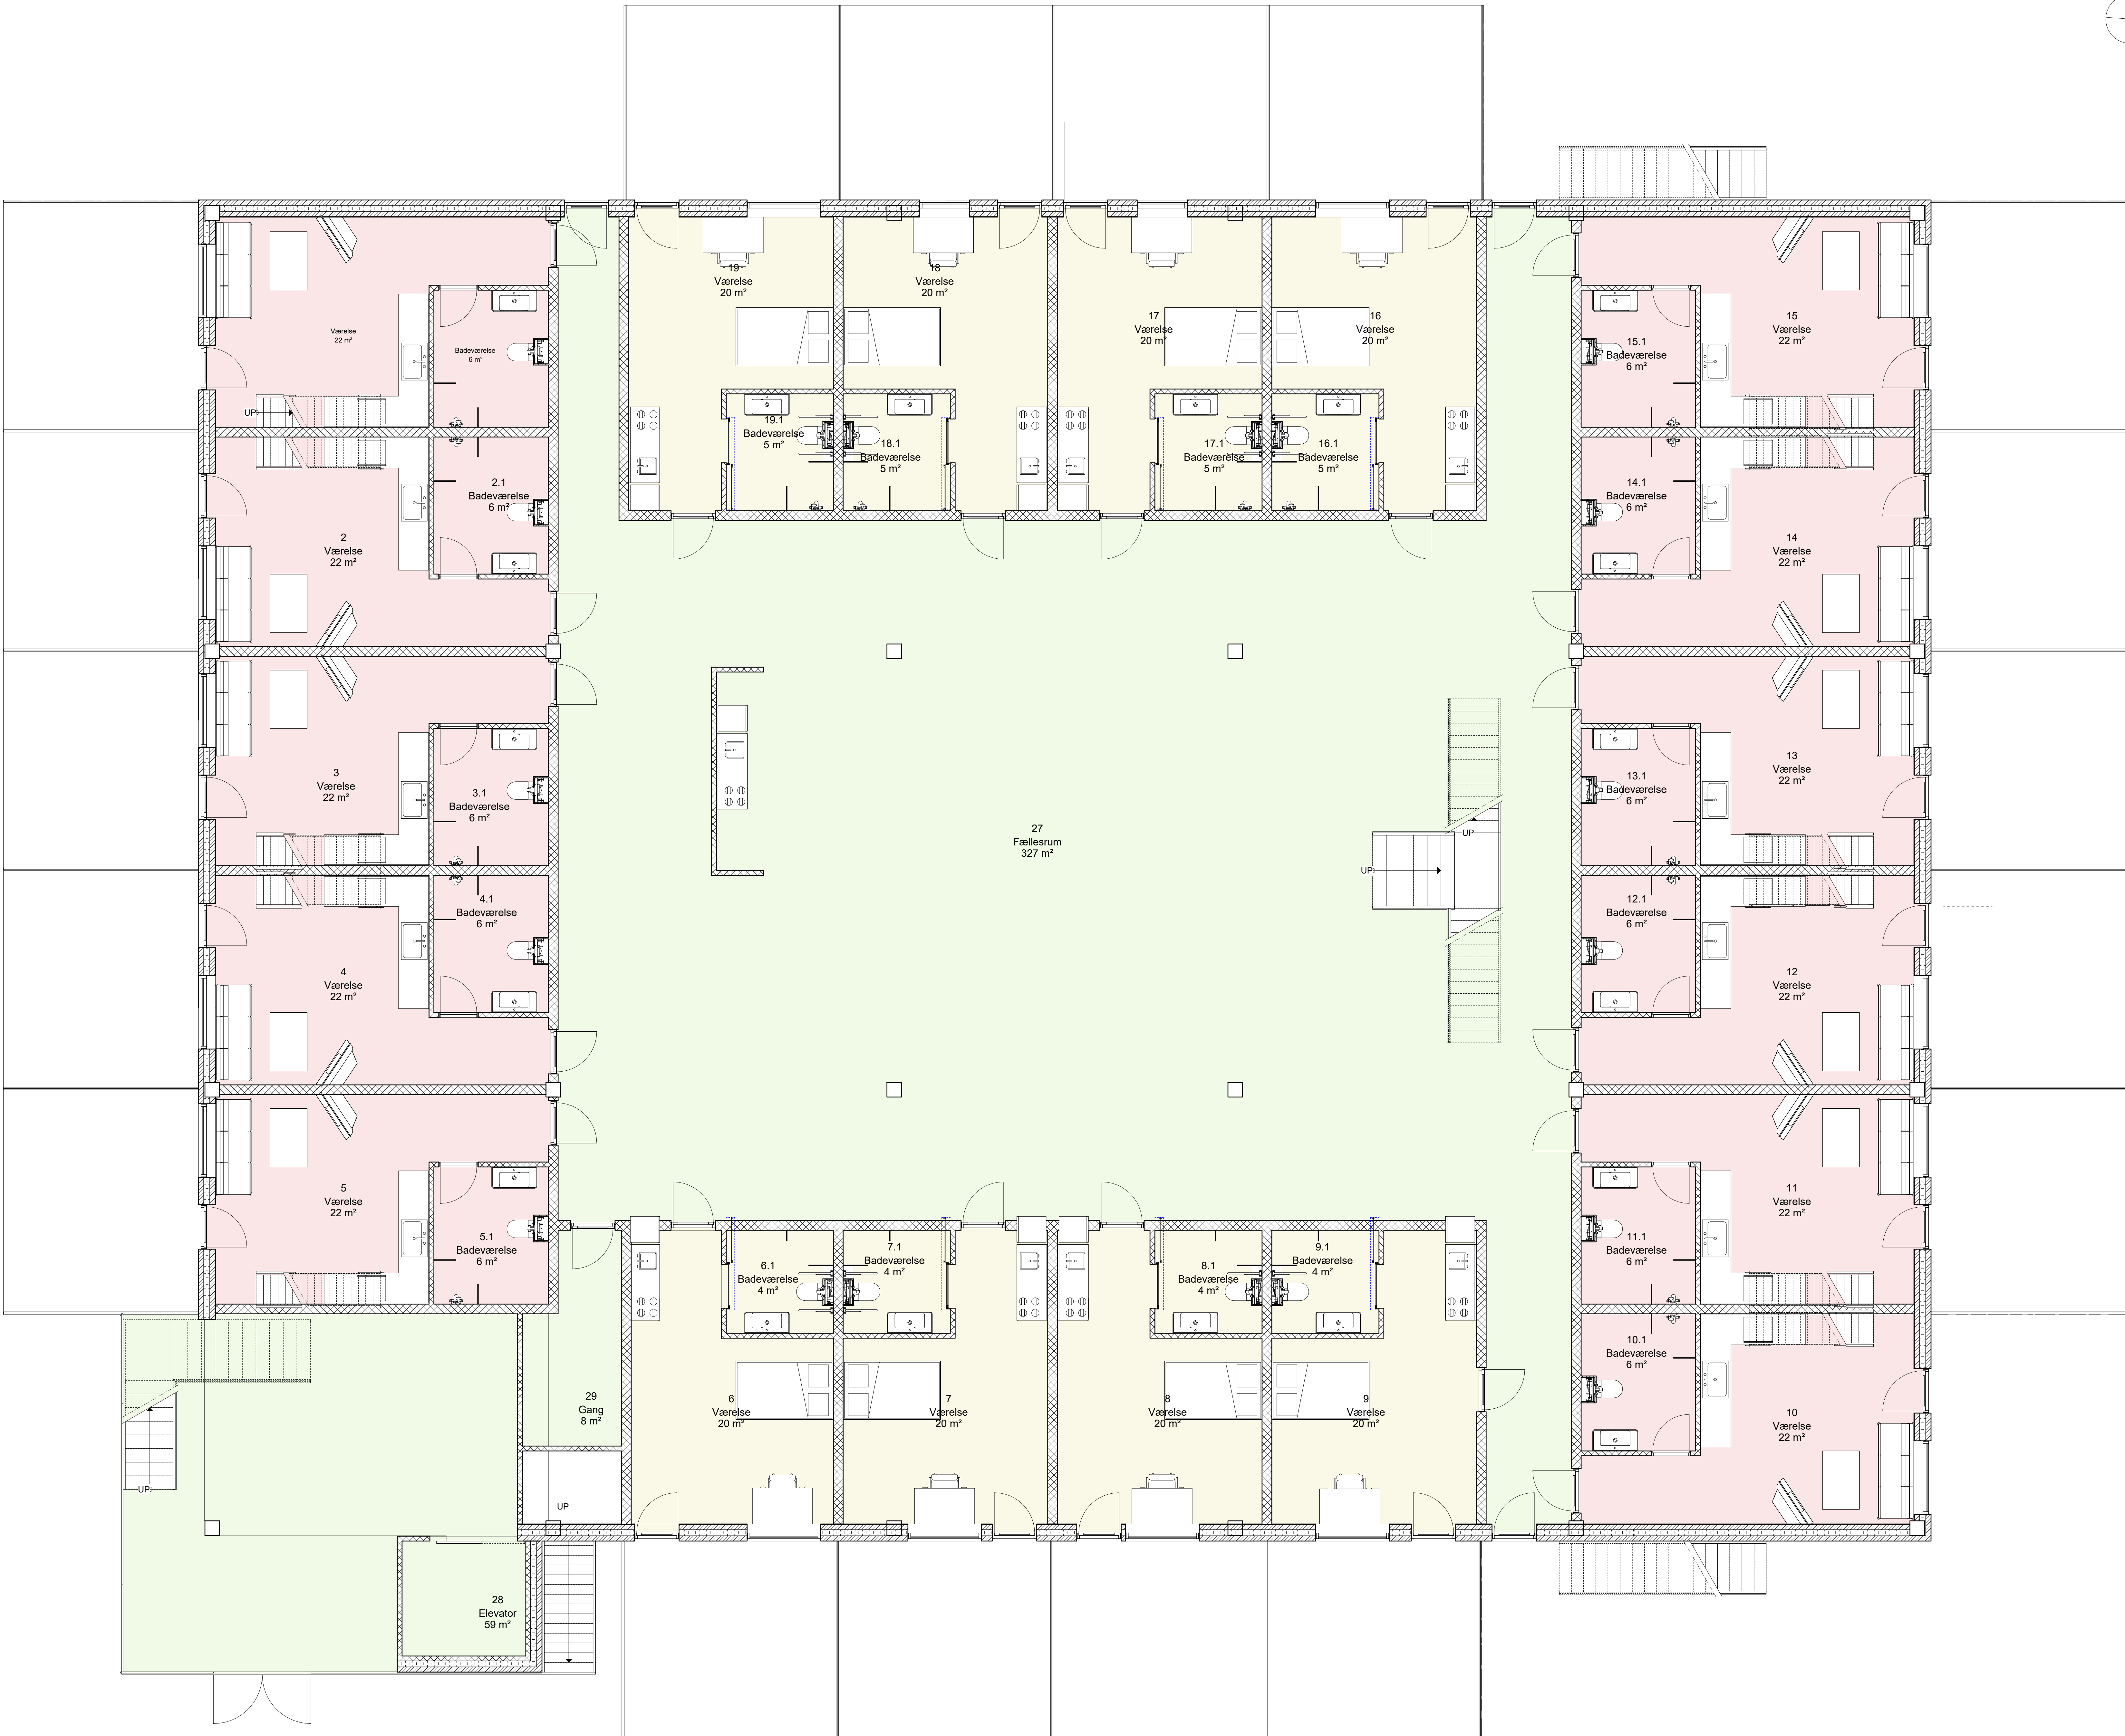 19
Værelse
20 m²
18
Værelse
20 m²
17
Værelse
20 m²
16
Værelse
20 m²
15
Værelse
22 m²
Værelse
22 m²
Badeværelse
6 m²
15.1
Badeværelse
6 m²
UP
19.1
Badeværelse
5 m²
18.1
Badeværelse
5 m²
17.1
Badeværelse
5 m²
16.1
Badeværelse
5 m²
2.1
Badeværelse
6 m²
14.1
Badeværelse
6 m²
2
Værelse
22 m²
14
Værelse
22 m²
3
Værelse
22 m²
3.1
Badeværelse
6 m²
13.1
Badeværelse
6 m²
13
Værelse
22 m²
27
Fællesrum
327 m²
UP
UP
4.1
Badeværelse
6 m²
12.1
Badeværelse
6 m²
4
Værelse
22 m²
12
Værelse
22 m²
5
Værelse
22 m²
11
Værelse
22 m²
5.1
Badeværelse
6 m²
6.1
Badeværelse
4 m²
7.1
Badeværelse
4 m²
8.1
Badeværelse
4 m²
9.1
Badeværelse
4 m²
11.1
Badeværelse
6 m²
10.1
Badeværelse
6 m²
29
Gang
8 m²
6
Værelse
20 m²
7
Værelse
20 m²
8
Værelse
20 m²
9
Værelse
20 m²
10
Værelse
22 m²
UP
UP
28
Elevator
59 m²